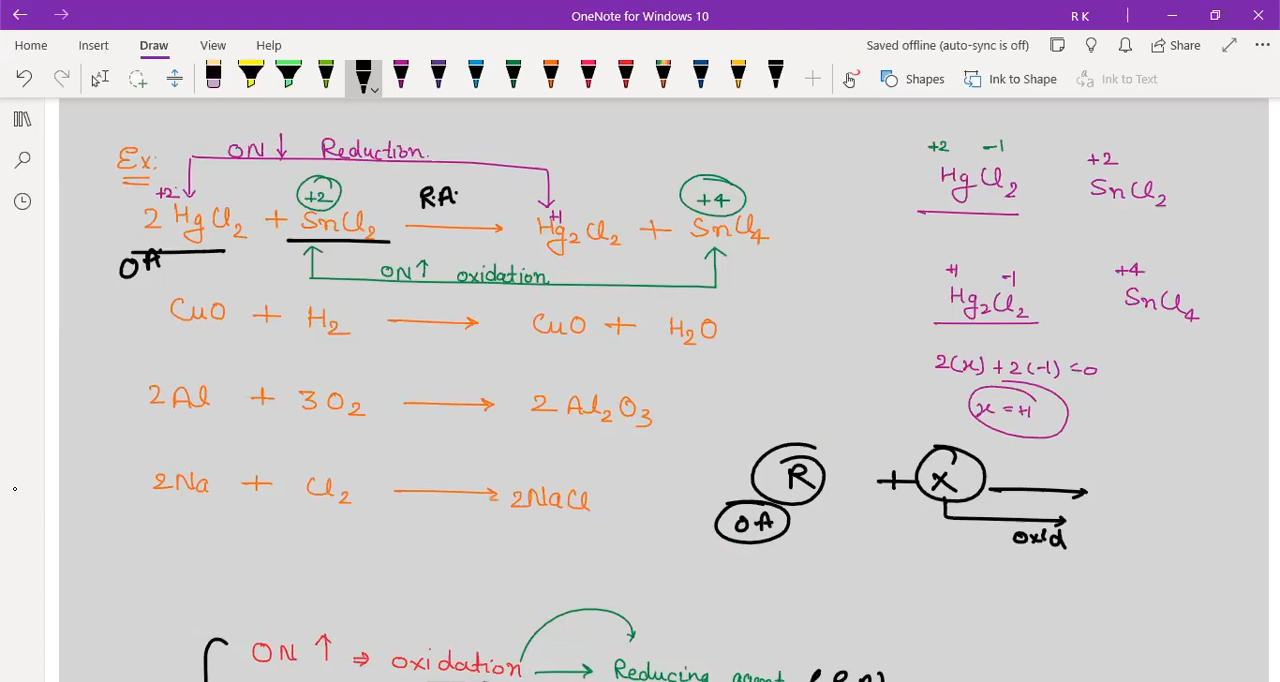 OneNote for Windows 10
R K
Home Insert Draw View Help
Saved offline (auto-sync is off)
Share
Shapes
Ink to Shape
Ink to Text
Ex:
ON ↓ Reduction.
+2 +2 R.A. +1 +4
2 HgCl2 + SnCl2 → Hg2Cl2 + SnCl4
OA
ON ↑ oxidation
CuO + H2 → CuO + H2O
2Al + 3O2 → 2Al2O3
2Na + Cl2 → 2NaCl
+2 -1 +2
HgCl2 SnCl2
+1 -1 +4
Hg2Cl2 SnCl4
2(x) + 2(-1) = 0
x = +1
R + X →
OA
oxid
ON ↑ ⇒ oxidation → Reducing agent (R.A)